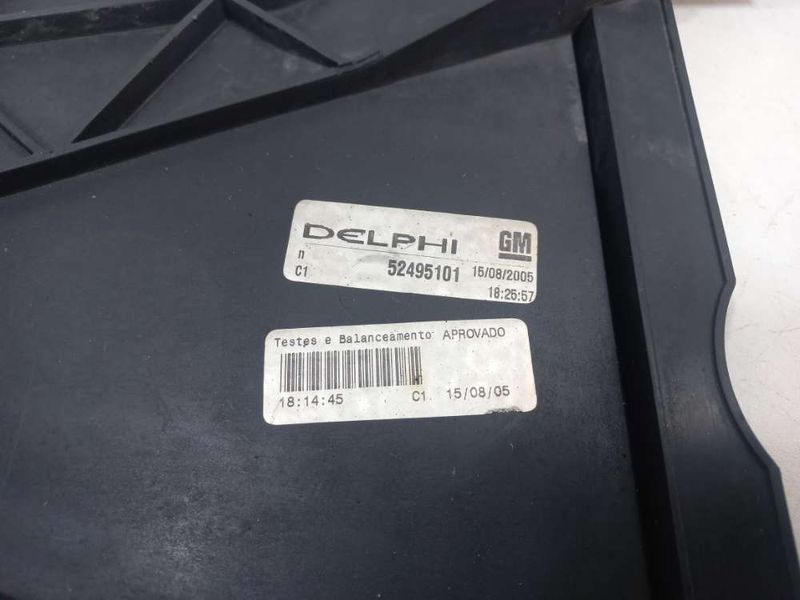 DELPHI GM
n
C1 52495101 15/08/2005
18:25:57
Testes e Balanceamento APROVADO
18:14:45 C1 15/08/05